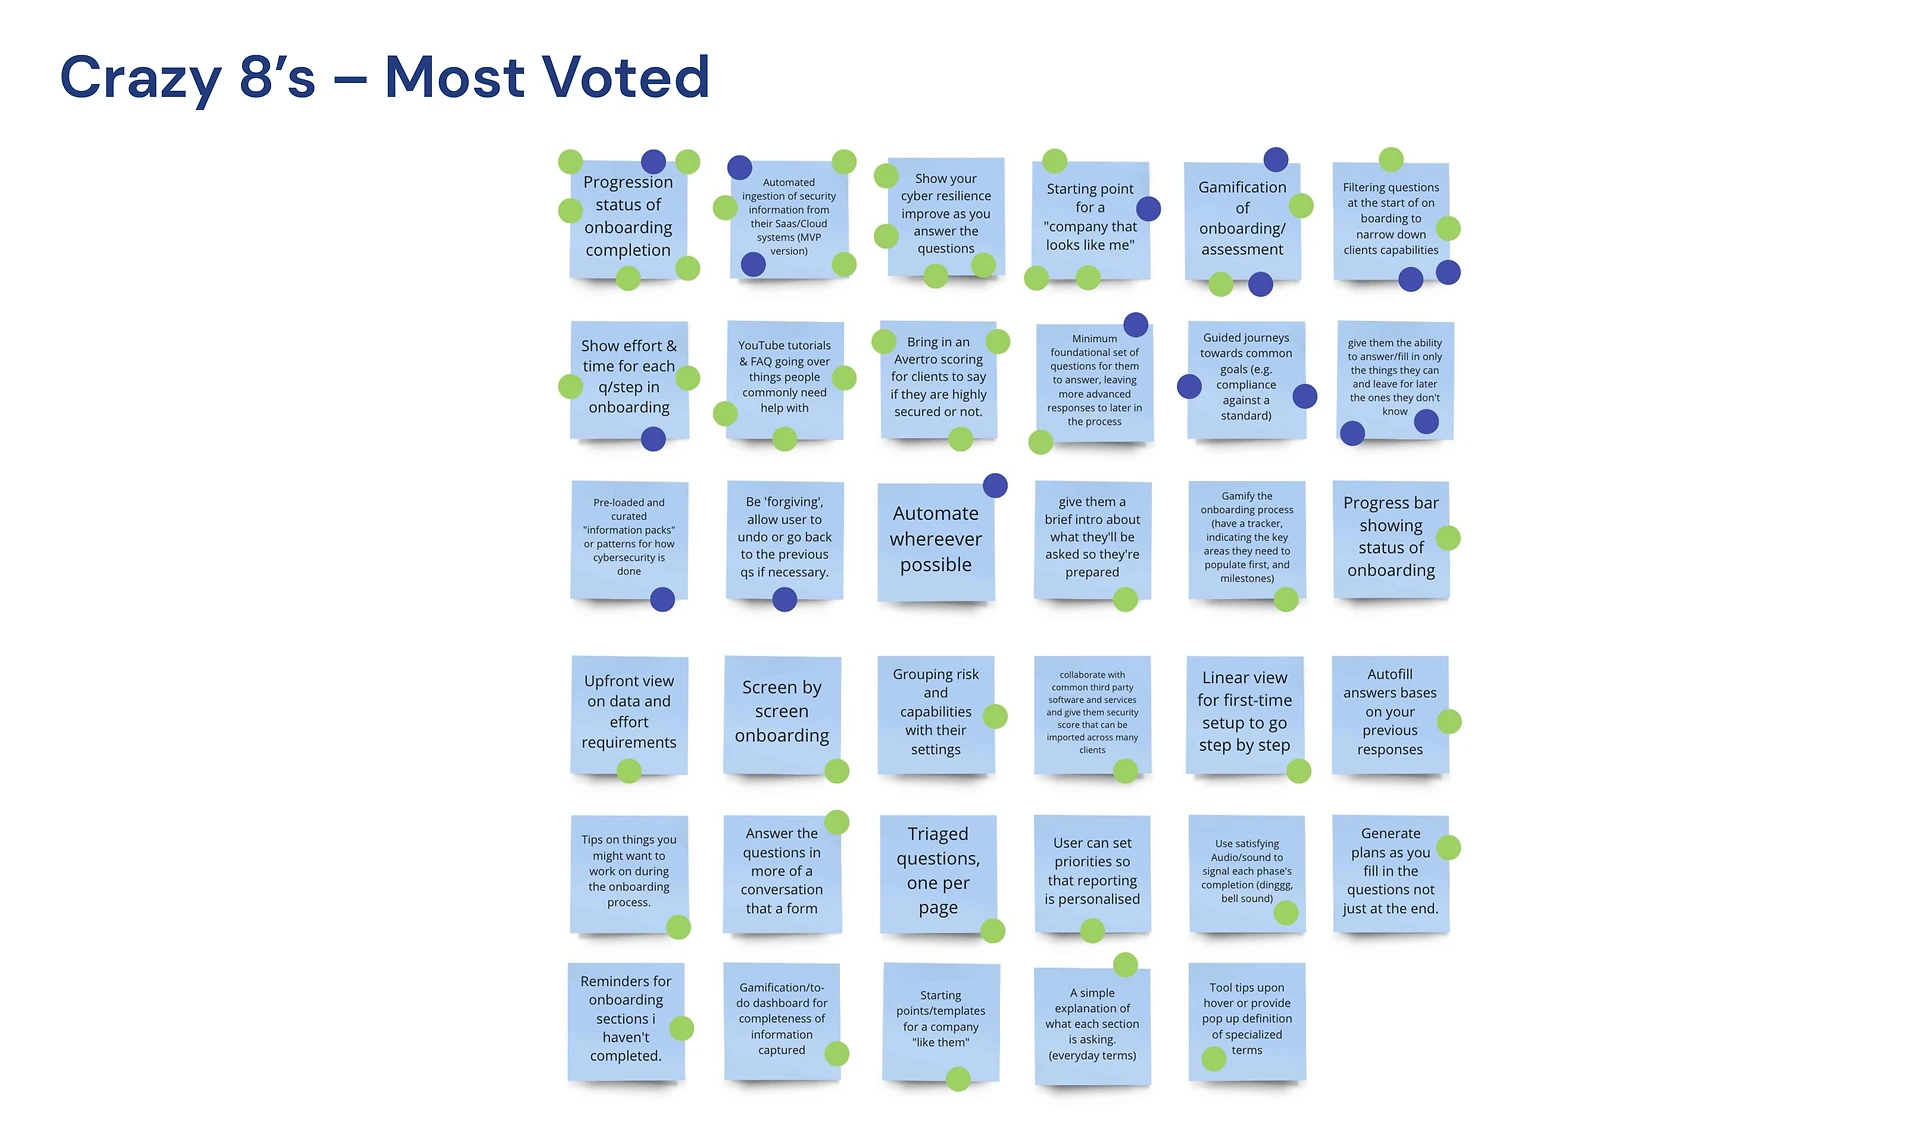 Crazy 8’s – Most Voted
Progression
status of
onboarding
completion
Automated
ingestion of security
information from
their Saas/Cloud
systems (MVP
version)
Show your
cyber resilience
improve as you
answer the
questions
Starting point
for a
"company that
looks like me"
Gamification
of
onboarding/
assessment
Filtering questions
at the start of on
boarding to
narrow down
clients capabilities
Show effort &
time for each
q/step in
onboarding
YouTube tutorials
& FAQ going over
things people
commonly need
help with
Bring in an
Avertro scoring
for clients to say
if they are highly
secured or not.
Minimum
foundational set of
questions for them
to answer, leaving
more advanced
responses to later in
the process
Guided journeys
towards common
goals (e.g.
compliance
against a
standard)
give them the ability
to answer/fill in only
the things they can
and leave for later
the ones they don't
know
Pre-loaded and
curated
"information packs"
or patterns for how
cybersecurity is
done
Be 'forgiving',
allow user to
undo or go back
to the previous
qs if necessary.
Automate
whereever
possible
give them a
brief intro about
what they'll be
asked so they're
prepared
Gamify the
onboarding process
(have a tracker,
indicating the key
areas they need to
populate first, and
milestones)
Progress bar
showing
status of
onboarding
Upfront view
on data and
effort
requirements
Screen by
screen
onboarding
Grouping risk
and
capabilities
with their
settings
collaborate with
common third party
software and services
and give them security
score that can be
imported across many
clients
Linear view
for first-time
setup to go
step by step
Autofill
answers bases
on your
previous
responses
Tips on things you
might want to
work on during
the onboarding
process.
Answer the
questions in
more of a
conversation
that a form
Triaged
questions,
one per
page
User can set
priorities so
that reporting
is personalised
Use satisfying
Audio/sound to
signal each phase's
completion (dinggg,
bell sound)
Generate
plans as you
fill in the
questions not
just at the end.
Reminders for
onboarding
sections i
haven't
completed.
Gamification/to-
do dashboard for
completeness of
information
captured
Starting
points/templates
for a company
"like them"
A simple
explanation of
what each section
is asking.
(everyday terms)
Tool tips upon
hover or provide
pop up definition
of specialized
terms